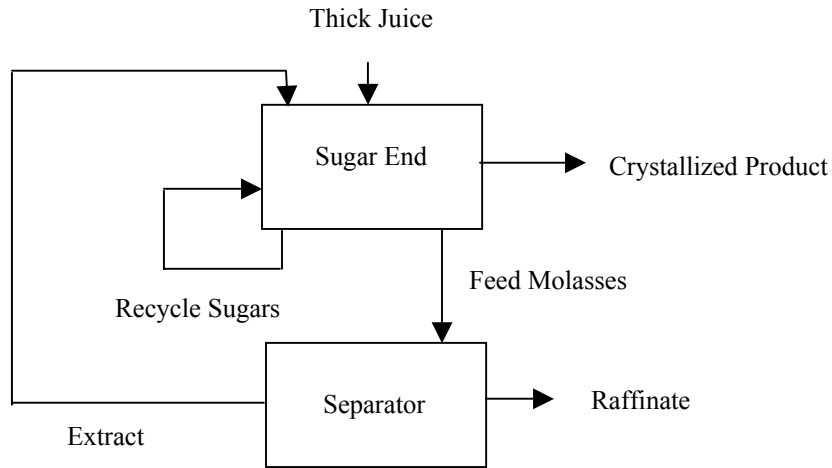 Thick Juice
Sugar End
Crystallized Product
Feed Molasses
Recycle Sugars
Separator
Raffinate
Extract